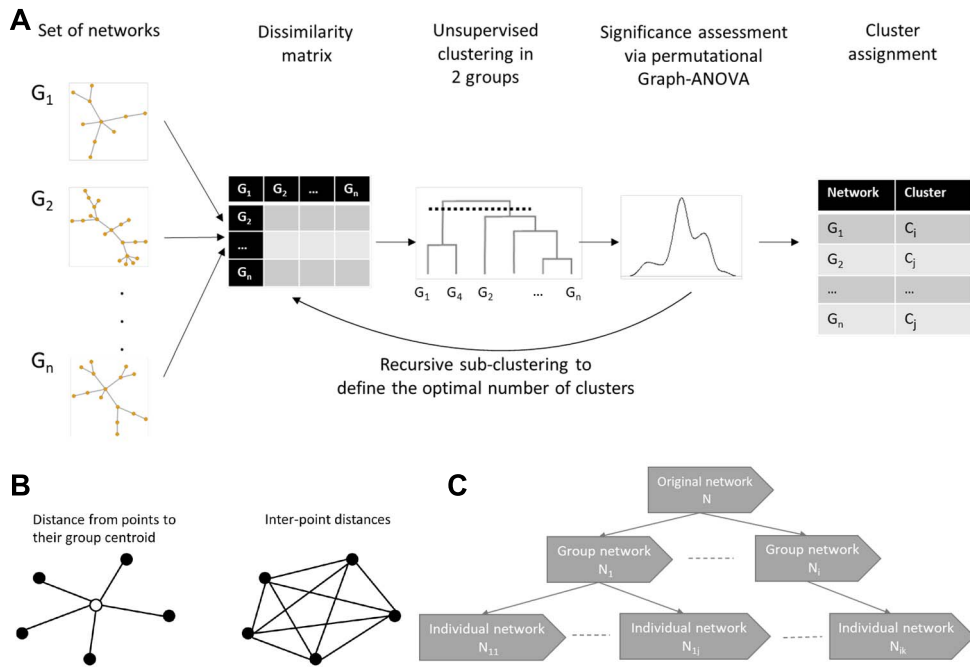 A
Set of networks
Dissimilarity
matrix
Unsupervised
clustering in
2 groups
Significance assessment
via permutational
Graph-ANOVA
Cluster
assignment
G1
G2
.
.
.
Gn
G1 G2 ... Gn
G2
...
Gn
G1 G4 G2 ... Gn
Network Cluster
G1 Ci
G2 Cj
... ...
Gn Cj
Recursive sub-clustering to
define the optimal number of clusters
B
Distance from points to
their group centroid
Inter-point distances
C
Original network
N
Group network
N1
Group network
Ni
Individual network
N11
Individual network
N1j
Individual network
Nik